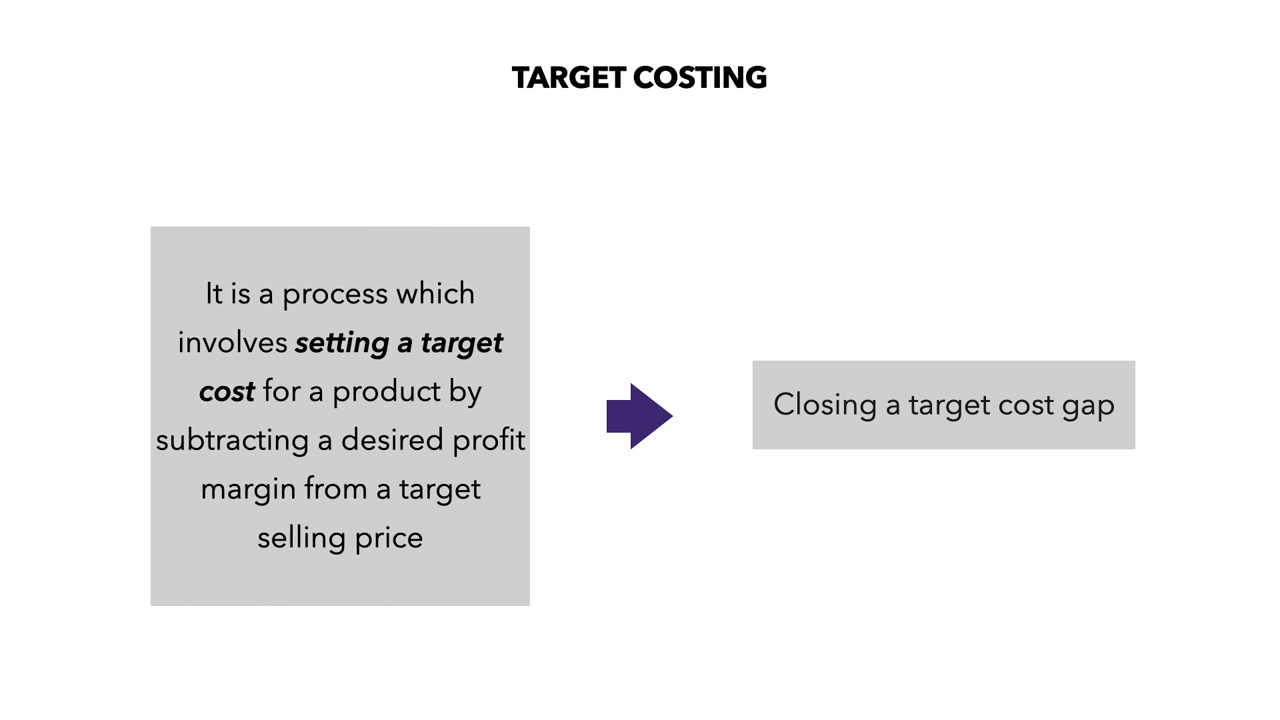 TARGET COSTING
It is a process which
involves setting a target
cost for a product by
subtracting a desired profit
margin from a target
selling price
Closing a target cost gap